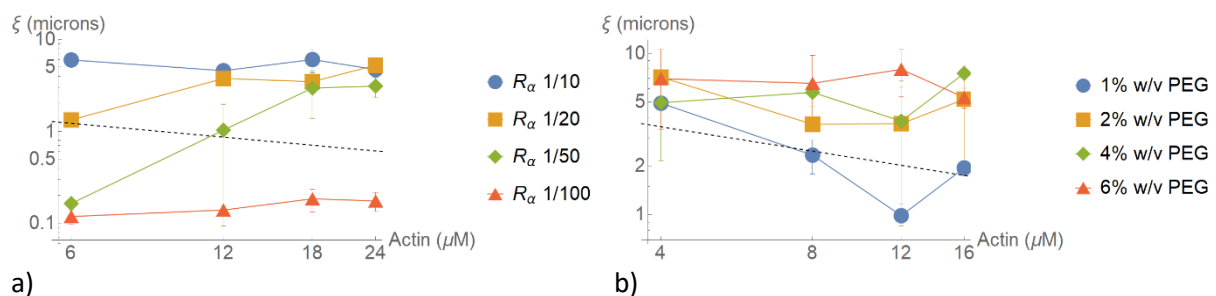 ξ (microns)
10
5
1
0.5
0.1
6
12
18
24
Actin (μM)
Rα 1/10
Rα 1/20
Rα 1/50
Rα 1/100
a)
ξ (microns)
10
5
2
1
4
8
12
16
Actin (μM)
1% w/v PEG
2% w/v PEG
4% w/v PEG
6% w/v PEG
b)